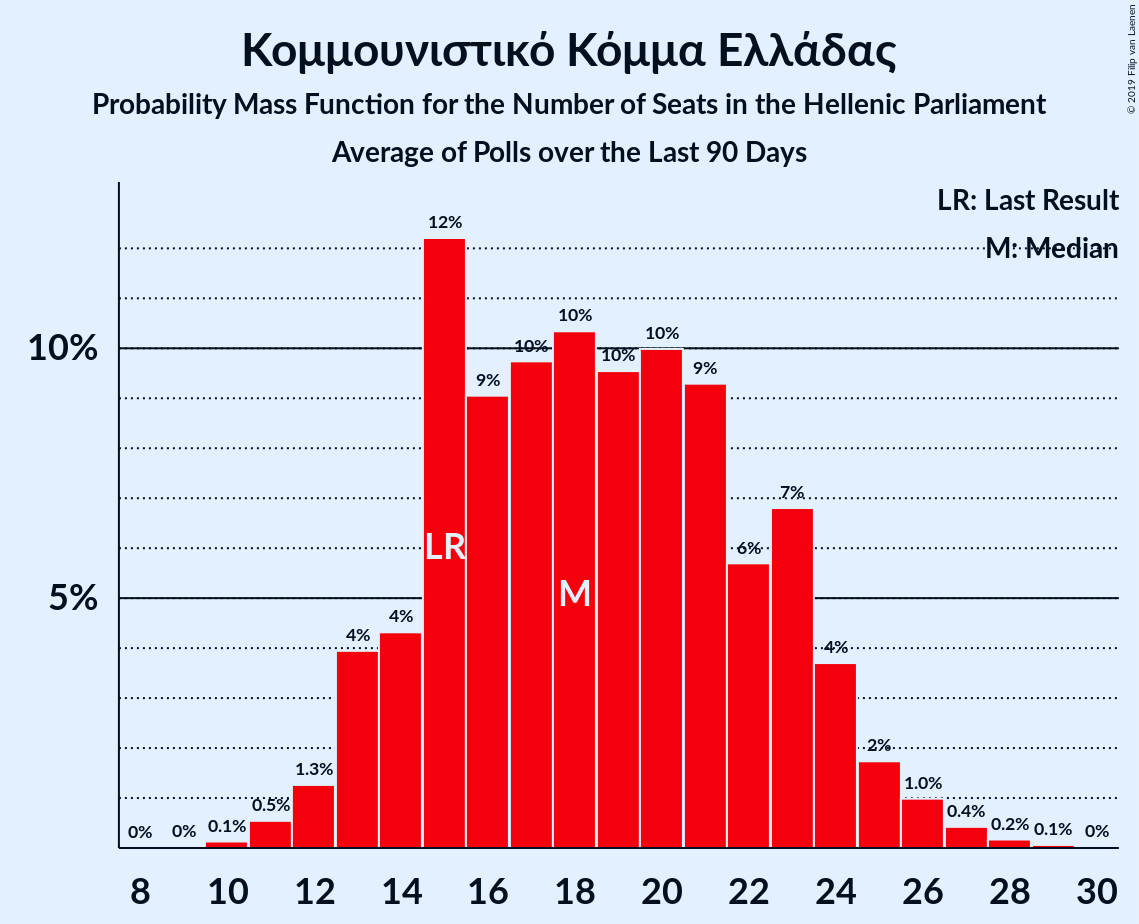 Κομμουνιστικό Κόμμα Ελλάδας
Probability Mass Function for the Number of Seats in the Hellenic Parliament
Average of Polls over the Last 90 Days
© 2019 Filip van Laenen
LR: Last Result
M: Median
12%
10%
10%
10%
10%
10%
9%
9%
7%
6%
LR
M
5%
4%
4%
4%
2%
1.3%
1.0%
0.5%
0.4%
0%
0%
0.1%
0.2%
0.1%
0%
8 10 12 14 16 18 20 22 24 26 28 30